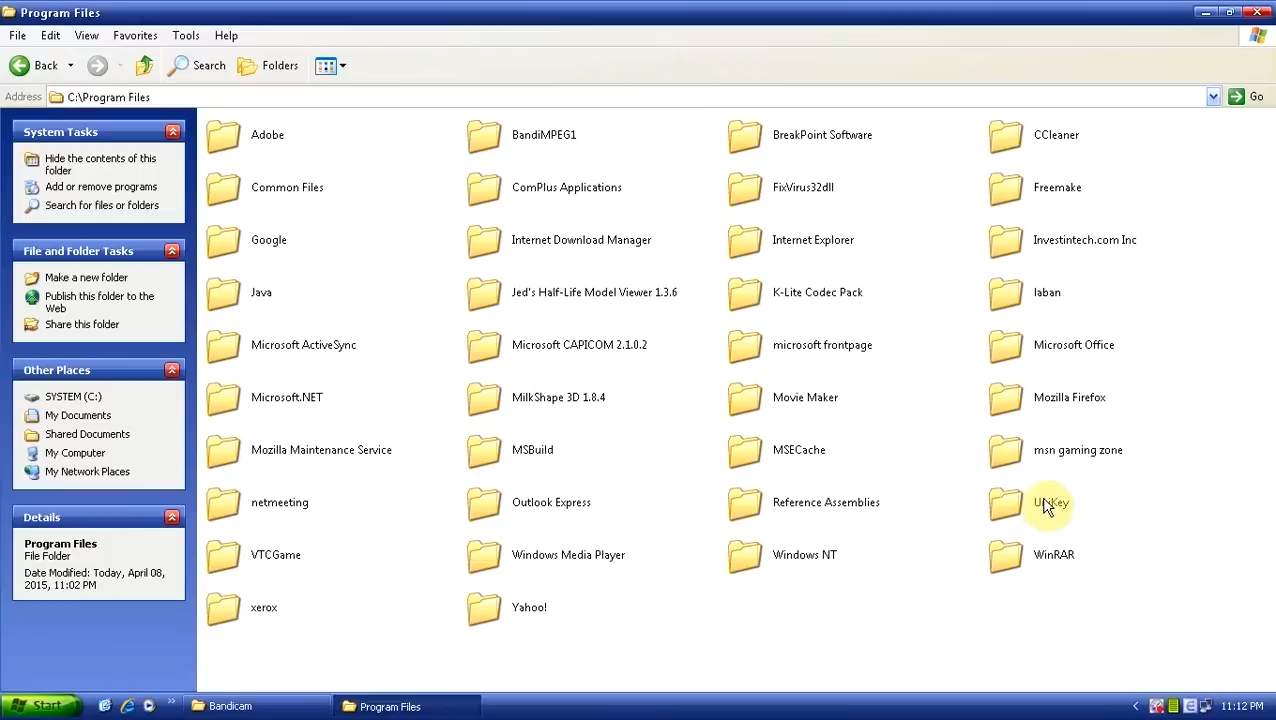 Program Files
File Edit View Favorites Tools Help
Back Search Folders
Address C:\Program Files Go
System Tasks
Hide the contents of this
folder
Add or remove programs
Search for files or folders
File and Folder Tasks
Make a new folder
Publish this folder to the
Web
Share this folder
Other Places
SYSTEM (C:)
My Documents
Shared Documents
My Computer
My Network Places
Details
Program Files
File Folder
Date Modified: Today, April 08,
2015, 11:02 PM
Adobe BandiMPEG1 BreakPoint Software CCleaner
Common Files ComPlus Applications FixVirus32dll Freemake
Google Internet Download Manager Internet Explorer Investintech.com Inc
Java Jed's Half-Life Model Viewer 1.3.6 K-Lite Codec Pack laban
Microsoft ActiveSync Microsoft CAPICOM 2.1.0.2 microsoft frontpage Microsoft Office
Microsoft.NET MilkShape 3D 1.8.4 Movie Maker Mozilla Firefox
Mozilla Maintenance Service MSBuild MSECache msn gaming zone
netmeeting Outlook Express Reference Assemblies UniKey
VTCGame Windows Media Player Windows NT WinRAR
xerox Yahoo!
Start Bandicam Program Files 11:12 PM